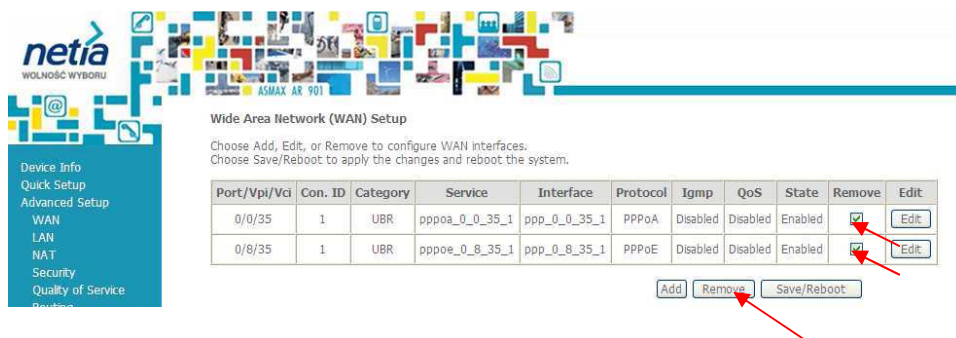 netia
WOLNOŚĆ WYBORU
ASMAX AR 901
@
Wide Area Network (WAN) Setup
Choose Add, Edit, or Remove to configure WAN interfaces.
Choose Save/Reboot to apply the changes and reboot the system.
Device Info
Quick Setup
Advanced Setup
WAN
LAN
NAT
Security
Quality of Service
Routing
Port/Vpi/Vci Con. ID Category Service Interface Protocol Igmp QoS State Remove Edit
0/0/35 1 UBR pppoa_0_0_35_1 ppp_0_0_35_1 PPPoA Disabled Disabled Enabled Edit
0/8/35 1 UBR pppoe_0_8_35_1 ppp_0_8_35_1 PPPoE Disabled Disabled Enabled Edit
Add Remove Save/Reboot